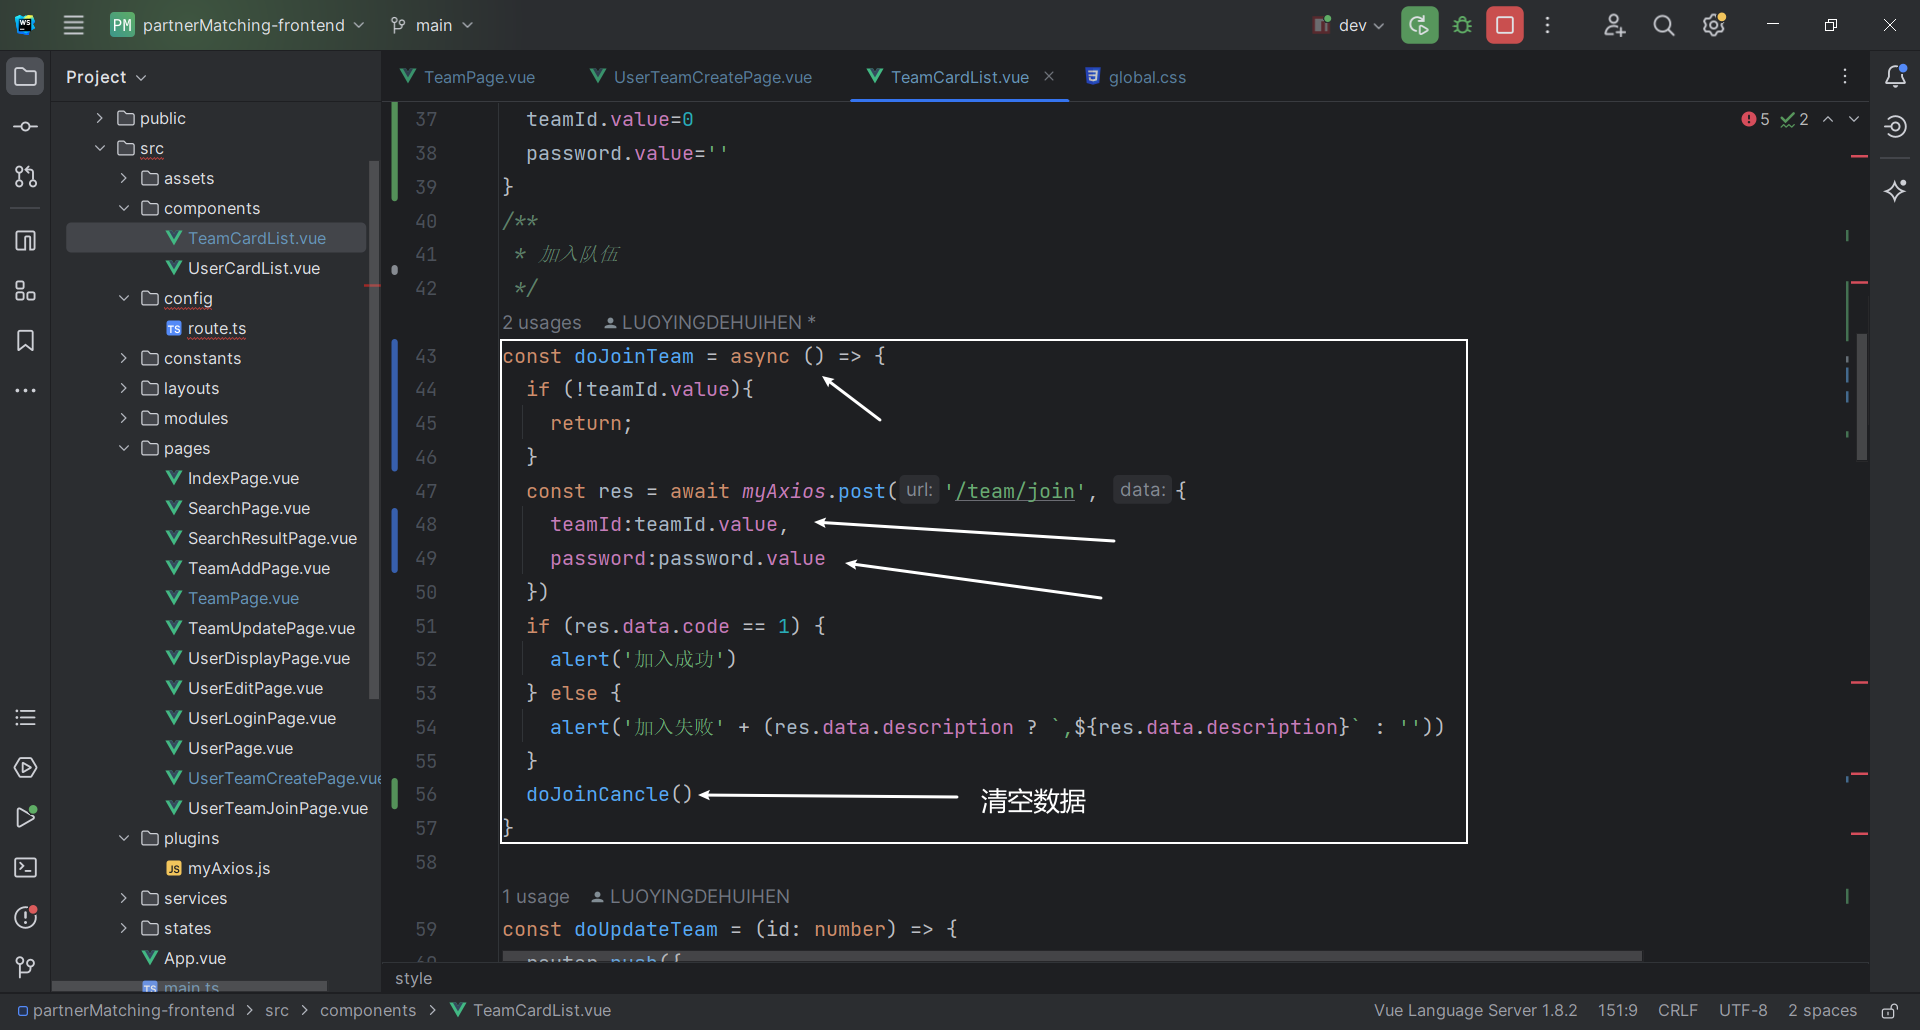 PM partnerMatching-frontend main dev
Project
TeamPage.vue UserTeamCreatePage.vue TeamCardList.vue global.css
public
src
assets
components
TeamCardList.vue
UserCardList.vue
config
TS route.ts
constants
layouts
modules
pages
IndexPage.vue
SearchPage.vue
SearchResultPage.vue
TeamAddPage.vue
TeamPage.vue
TeamUpdatePage.vue
UserDisplayPage.vue
UserEditPage.vue
UserLoginPage.vue
UserPage.vue
UserTeamCreatePage.vue
UserTeamJoinPage.vue
plugins
JS myAxios.js
services
states
App.vue
TS main.ts
5 2
37 teamId.value=0
38 password.value=''
39 }
40 /**
41 * 加入队伍
42 */
2 usages LUOYINGDEHUIHEN *
43 const doJoinTeam = async () => {
44 if (!teamId.value){
45 return;
46 }
47 const res = await myAxios.post( url: '/team/join', data: {
48 teamId:teamId.value,
49 password:password.value
50 })
51 if (res.data.code == 1) {
52 alert('加入成功')
53 } else {
54 alert('加入失败' + (res.data.description ? `,${res.data.description}` : ''))
55 }
56 doJoinCancle() 清空数据
57 }
58
1 usage LUOYINGDEHUIHEN
59 const doUpdateTeam = (id: number) => {
60 router.push({
style
partnerMatching-frontend > src > components > TeamCardList.vue
Vue Language Server 1.8.2 151:9 CRLF UTF-8 2 spaces